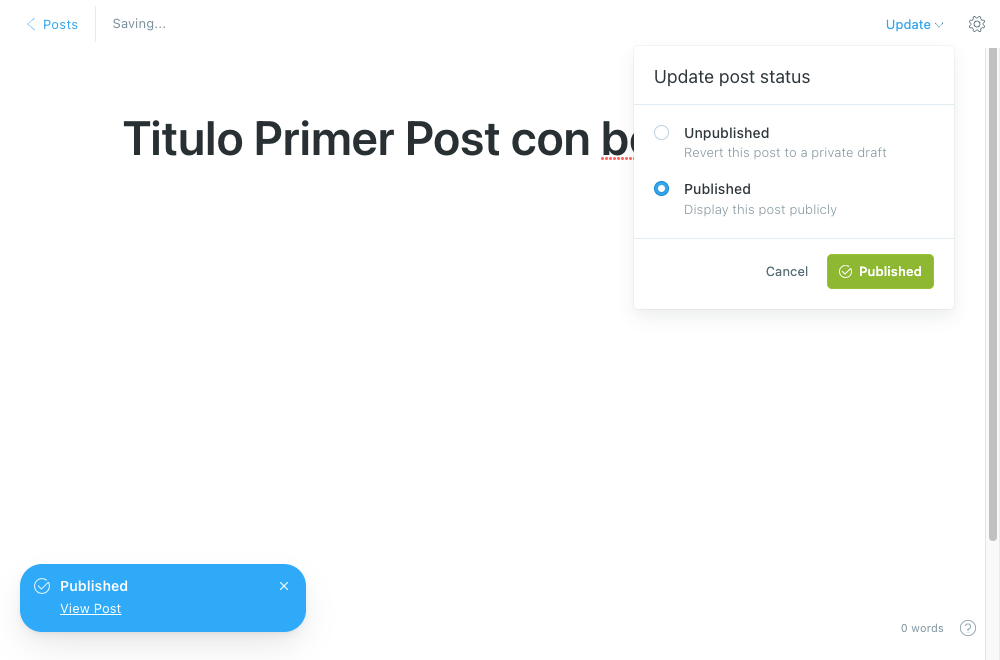 Posts
Saving...
Update
Update post status
Titulo Primer Post con
Unpublished
Revert this post to a private draft
Published
Display this post publicly
Cancel
Published
Published
View Post
0 words
?